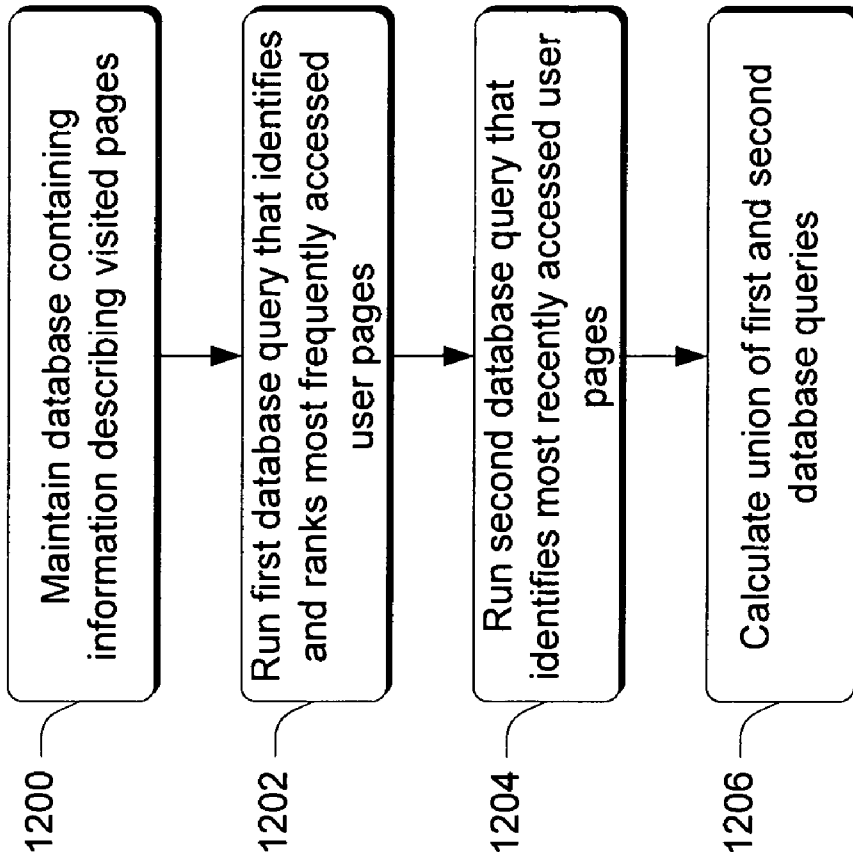 1200
Maintain database containing
information describing visited pages
1202
Run first database query that identifies
and ranks most frequently accessed
user pages
1204
Run second database query that
identifies most recently accessed user
pages
1206
Calculate union of first and second
database queries